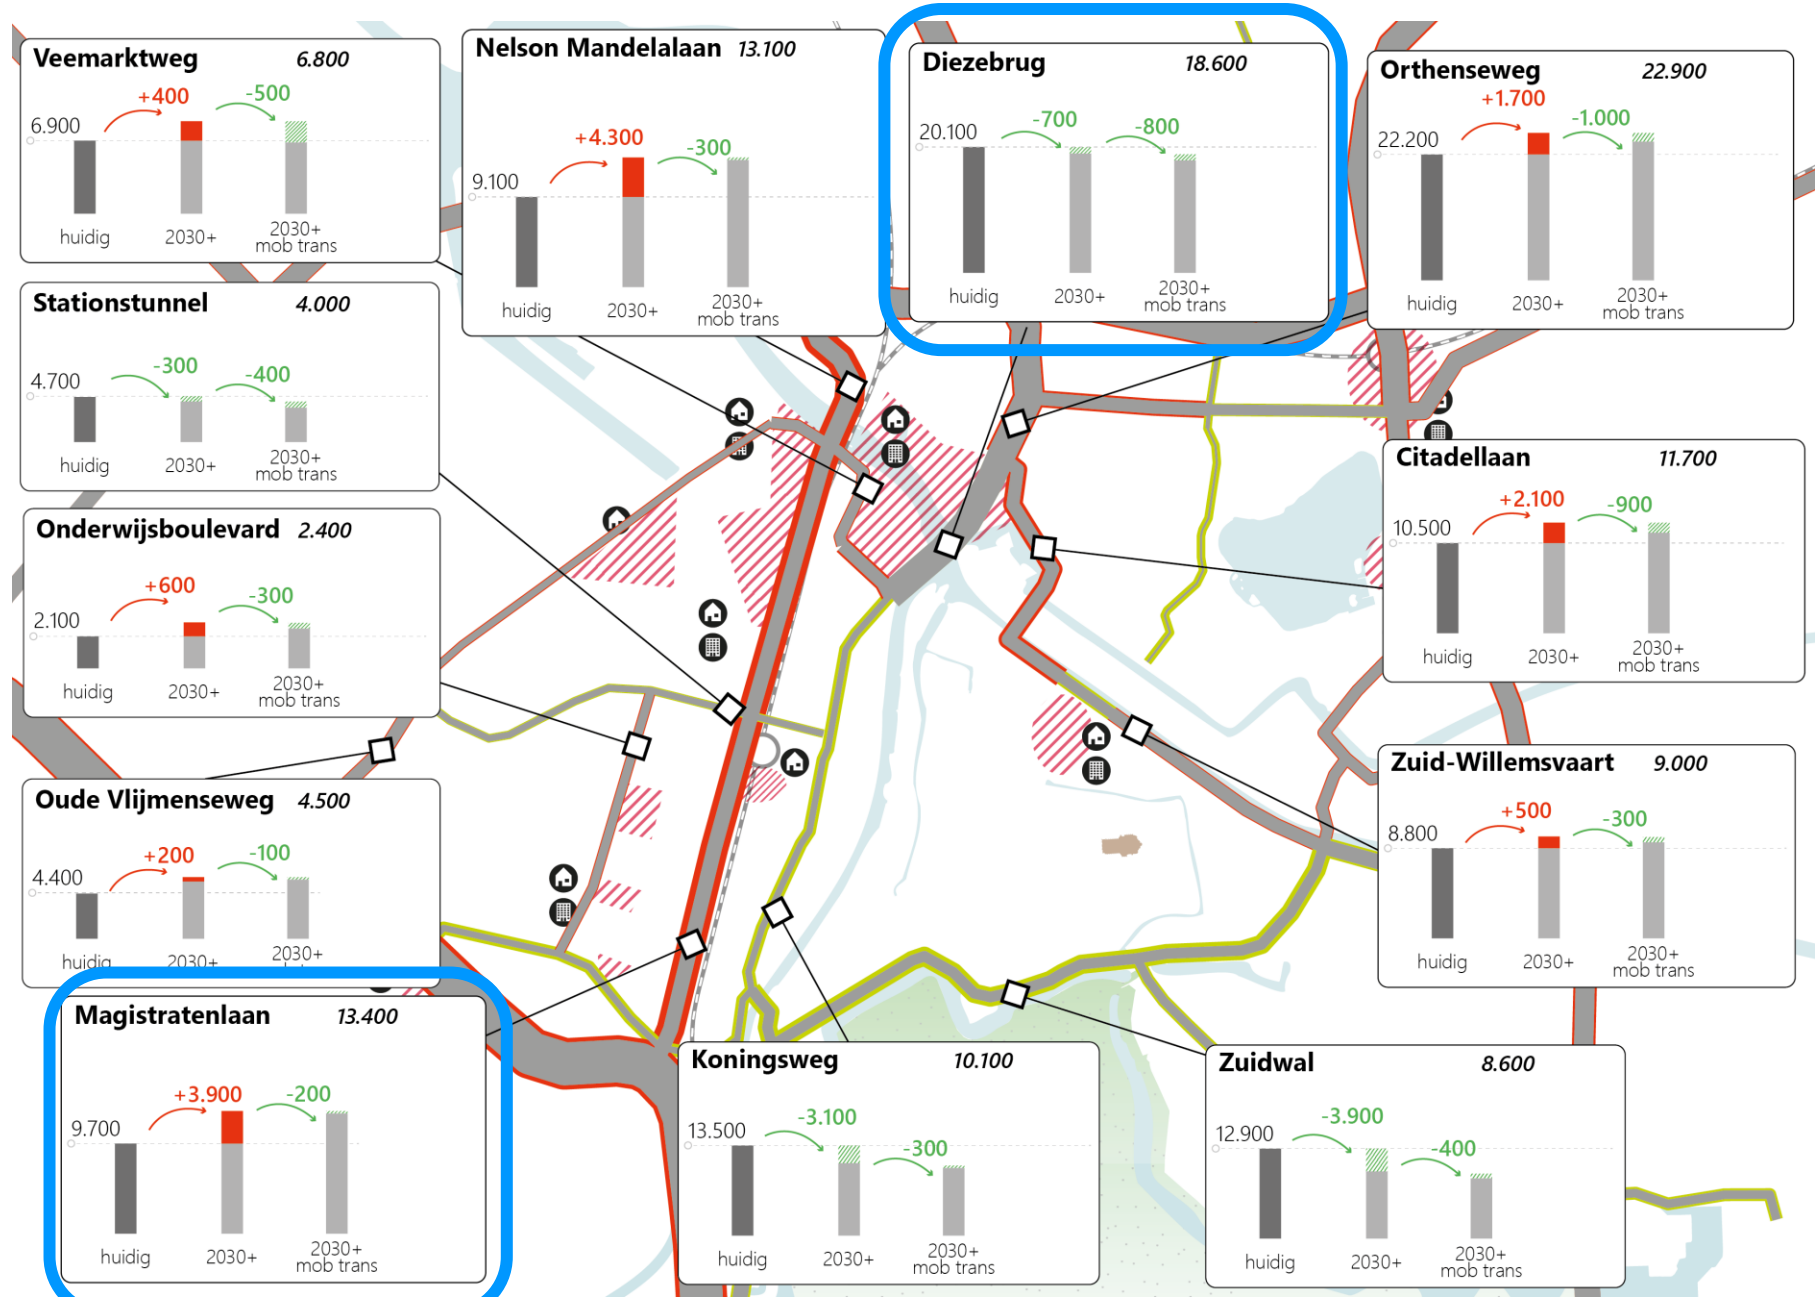 Veemarktweg 6.800
+400 -500
6.900
huidig 2030+ 2030+
mob trans
Nelson Mandelalaan 13.100
+4.300 -300
9.100
huidig 2030+ 2030+
mob trans
Diezebrug 18.600
-700 -800
20.100
huidig 2030+ 2030+
mob trans
Orthenseweg 22.900
+1.700 -1.000
22.200
huidig 2030+ 2030+
mob trans
Stationstunnel 4.000
-300 -400
4.700
huidig 2030+ 2030+
mob trans
Citadellaan 11.700
+2.100 -900
10.500
huidig 2030+ 2030+
mob trans
Onderwijsboulevard 2.400
+600 -300
2.100
huidig 2030+ 2030+
mob trans
Zuid-Willemsvaart 9.000
+500 -300
8.800
huidig 2030+ 2030+
mob trans
Oude Vlijmenseweg 4.500
+200 -100
4.400
huidig 2030+ 2030+
Magistratenlaan 13.400
+3.900 -200
9.700
huidig 2030+ 2030+
mob trans
Koningsweg 10.100
-3.100 -300
13.500
huidig 2030+ 2030+
mob trans
Zuidwal 8.600
-3.900 -400
12.900
huidig 2030+ 2030+
mob trans